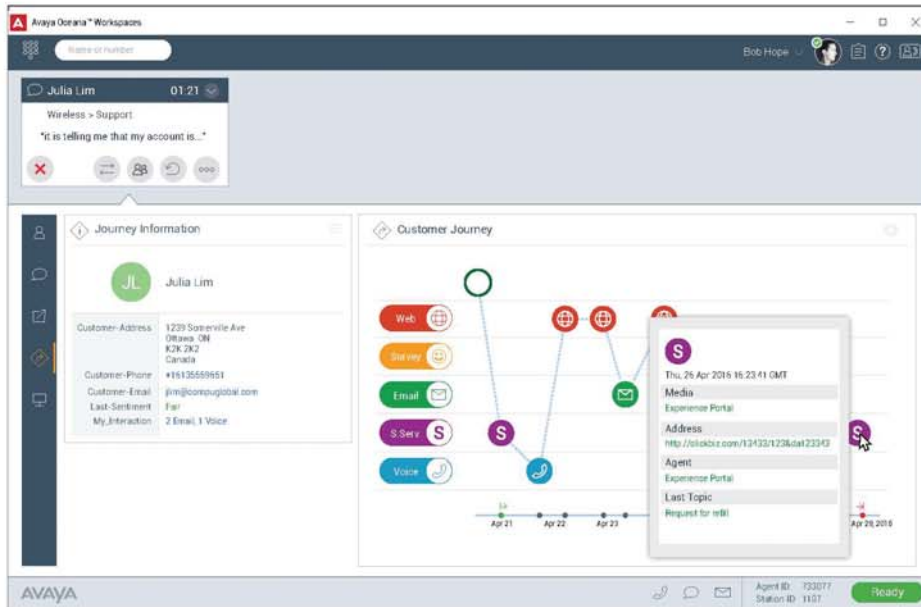 Avaya Oceana™ Workspaces
Name or number
Bob Hope
Julia Lim 01:21
Wireless > Support
"it is telling me that my account is..."
Journey Information
JL
Julia Lim
Customer-Address 1239 Somerville Ave
Ottawa ON
K2K 2K2
Canada
Customer-Phone +16135559651
Customer-Email jlim@compuglobal.com
Last-Sentiment Fair
My_Interaction 2 Email, 1 Voice
Customer Journey
Web
Survey
Email
S.Serv S
Voice
S
S
Apr 21
Apr 22
Apr 23
Apr 29, 2016
S
Thu, 26 Apr 2016 16:23:41 GMT
Media
Experience Portal
Address
http://clickbiz.com/13433/123&dat23343
Agent
Experience Portal
Last Topic
Request for refill
AVAYA
Agent ID 733077
Station ID 1107
Ready